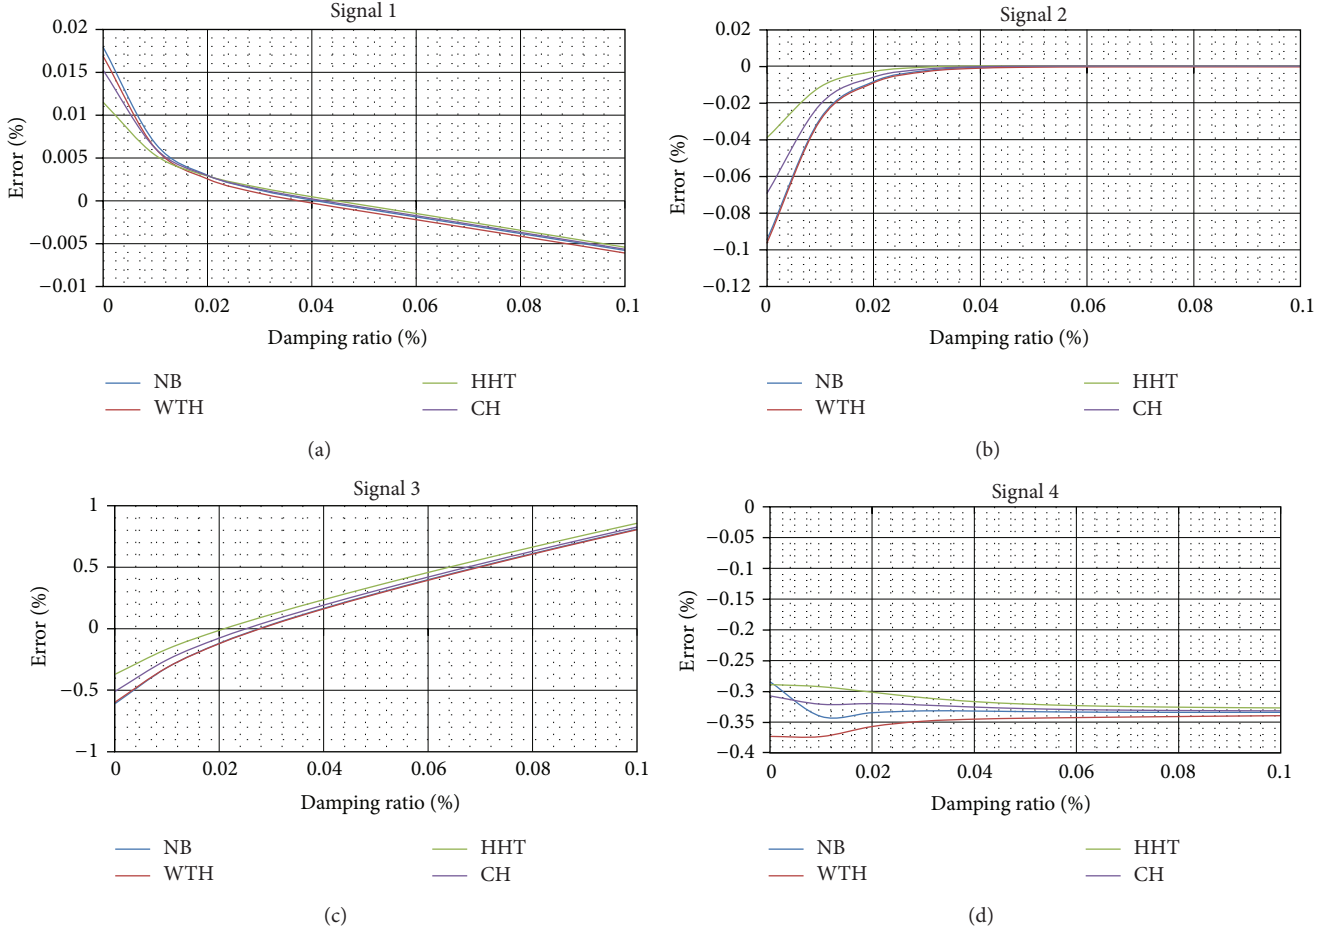 Signal 1
0.02
0.015
0.01
0.005
0
−0.005
−0.01
Error (%)
0 0.02 0.04 0.06 0.08 0.1
Damping ratio (%)
NB HHT
WTH CH
(a)
Signal 2
0.02
0
−0.02
−0.04
−0.06
−0.08
−0.1
−0.12
Error (%)
0 0.02 0.04 0.06 0.08 0.1
Damping ratio (%)
NB HHT
WTH CH
(b)
Signal 3
1
0.5
0
−0.5
−1
Error (%)
0 0.02 0.04 0.06 0.08 0.1
Damping ratio (%)
NB HHT
WTH CH
(c)
Signal 4
0
−0.05
−0.1
−0.15
−0.2
−0.25
−0.3
−0.35
−0.4
Error (%)
0 0.02 0.04 0.06 0.08 0.1
Damping ratio (%)
NB HHT
WTH CH
(d)